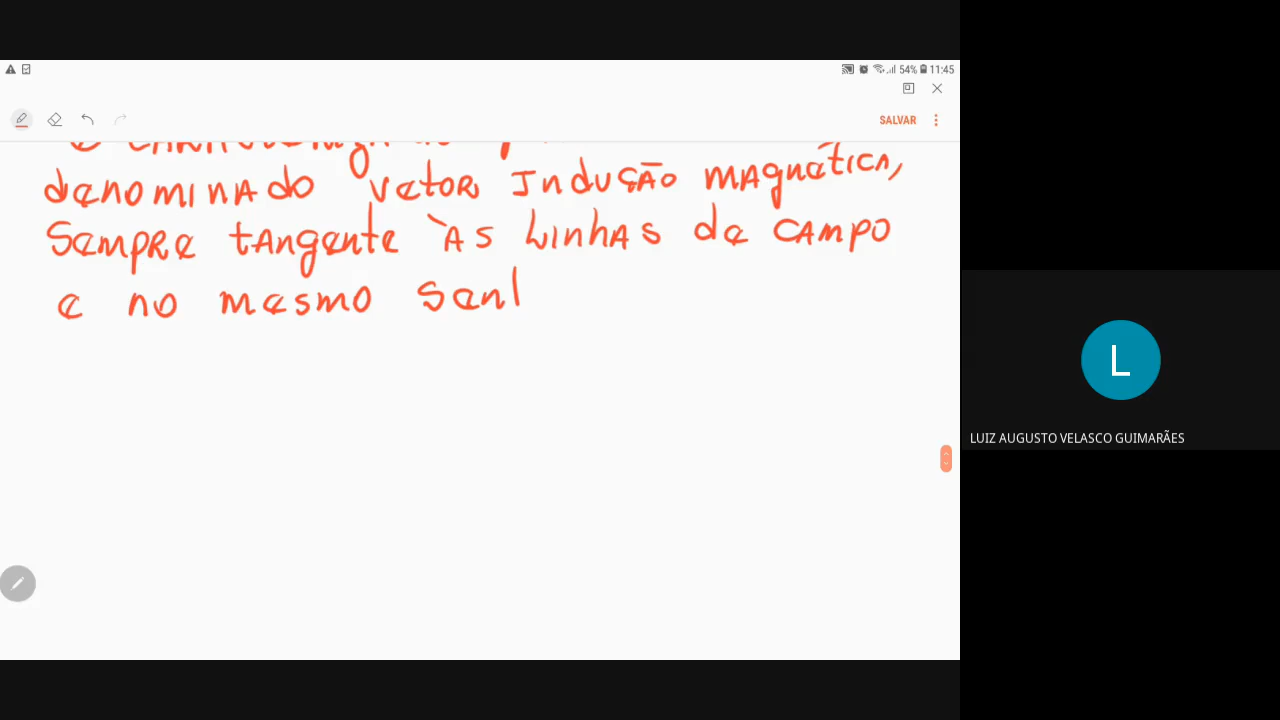 54% 11:45
SALVAR
denominado vetor indução magnética,
sempre tangente às linhas de campo
e no mesmo sent
L
LUIZ AUGUSTO VELASCO GUIMARÃES